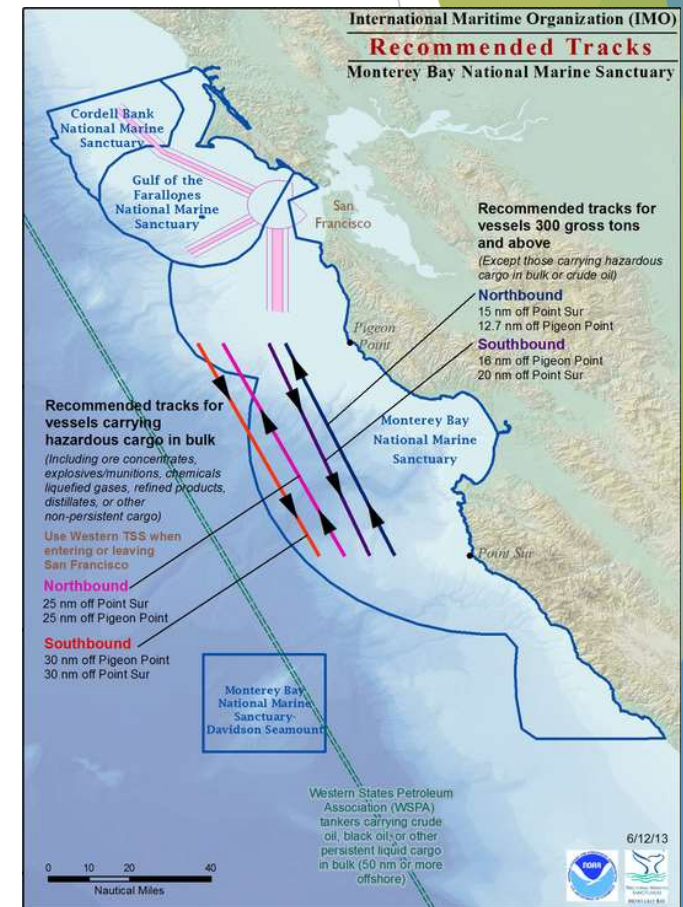 International Maritime Organization (IMO)
Recommended Tracks
Monterey Bay National Marine Sanctuary
Cordell Bank
National Marine
Sanctuary
Gulf of the
Farallones
National Marine
Sanctuary
San
Francisco
Recommended tracks for
vessels 300 gross tons
and above
(Except those carrying hazardous
cargo in bulk or crude oil)
Northbound
15 nm off Point Sur
12.7 nm off Pigeon Point
Southbound
16 nm off Pigeon Point
20 nm off Point Sur
Pigeon
Point
Monterey Bay
National Marine
Sanctuary
Point Sur
Recommended tracks for
vessels carrying
hazardous cargo in bulk
(Including ore concentrates,
explosives/munitions, chemicals
liquefied gases, refined products,
distillates, or other
non-persistent cargo)
Use Western TSS when
entering or leaving
San Francisco
Northbound
25 nm off Point Sur
25 nm off Pigeon Point
Southbound
30 nm off Pigeon Point
30 nm off Point Sur
Monterey Bay
National Marine
Sanctuary-
Davidson Seamount
Western States Petroleum
Association (WSPA)
tankers carrying crude
oil, black oil, or other
persistent liquid cargo
in bulk (50 nm or more
offshore)
0 10 20 40
Nautical Miles
6/12/13
NOAA